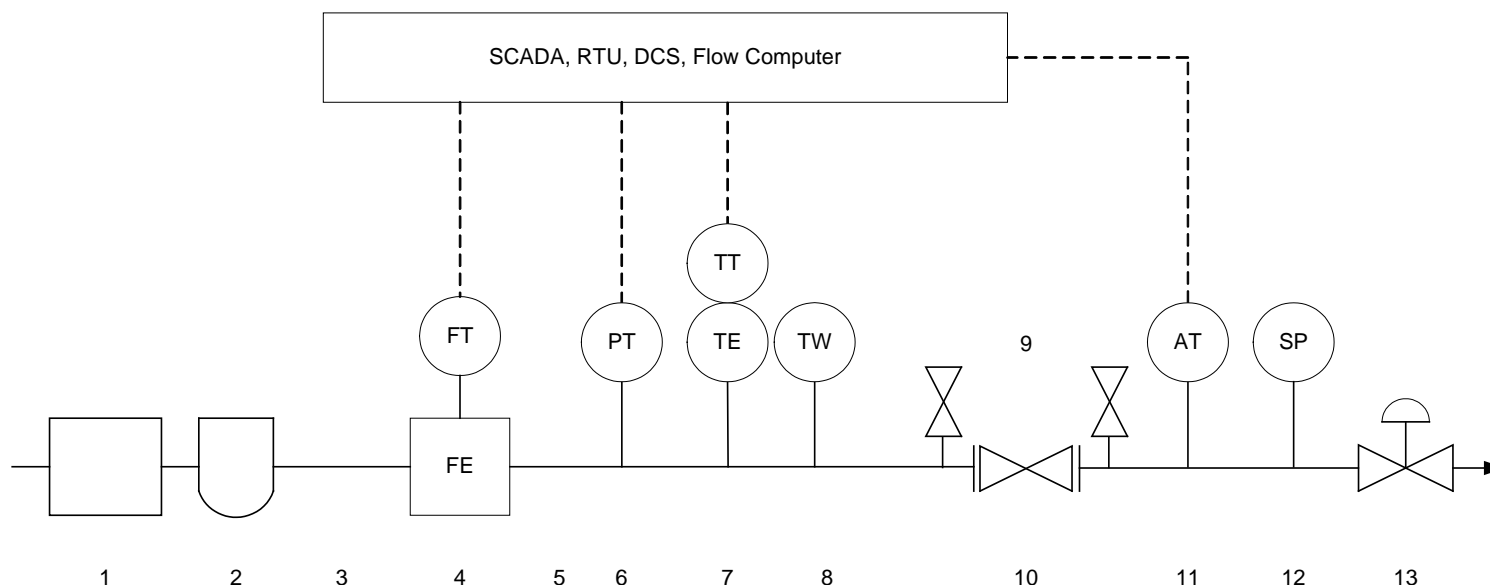 SCADA, RTU, DCS, Flow Computer
TT
FT
PT
TE
TW
9
AT
SP
FE
1 2 3 4 5 6 7 8 10 11 12 13